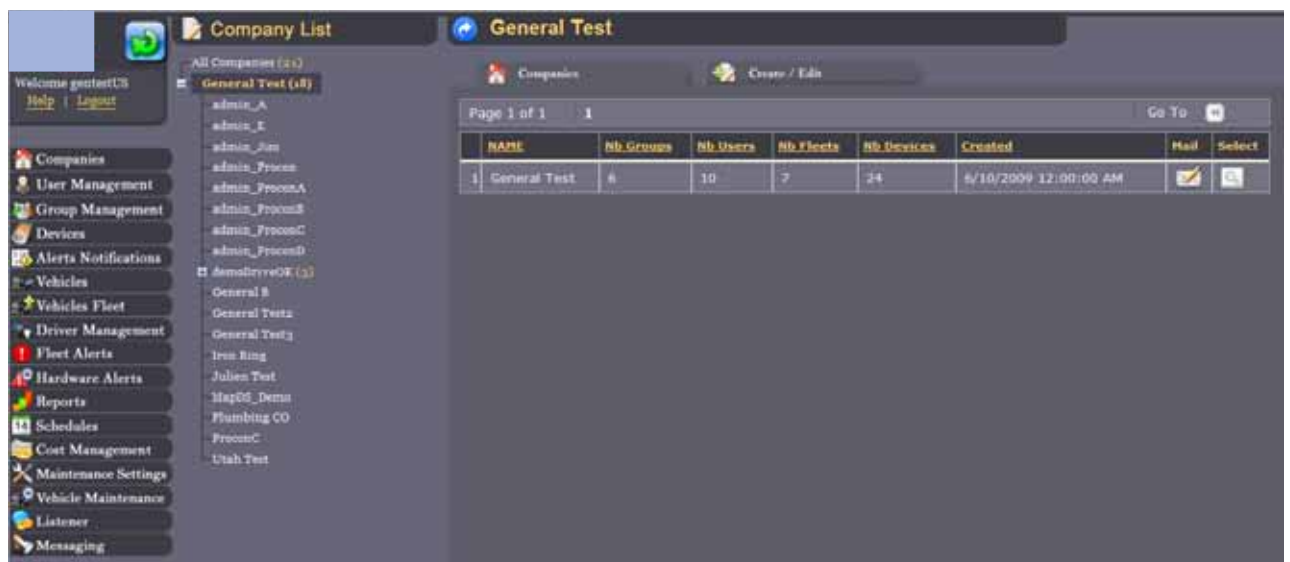 Welcome gentestUS
Help | Logout
Companies
User Management
Group Management
Devices
Alerts Notifications
Vehicles
Vehicles Fleet
Driver Management
Fleet Alerts
Hardware Alerts
Reports
14 Schedules
Cost Management
Maintenance Settings
Vehicle Maintenance
Listener
Messaging
Company List
All Companies (21)
General Test (18)
admin_A
admin_E
admin_Jim
admin_Procon
admin_ProconA
admin_ProconB
admin_ProconC
admin_ProconD
demoDriveOK (3)
General B
General Test2
General Test3
Iron Ring
Julien Test
MapDS_Demo
Plumbing CO
ProconC
Utah Test
General Test
Companies Create / Edit
Page 1 of 1 1 Go To
NAME Nb Groups Nb Users Nb Fleets Nb Devices Created Mail Select
1 General Test 6 10 7 24 6/10/2009 12:00:00 AM